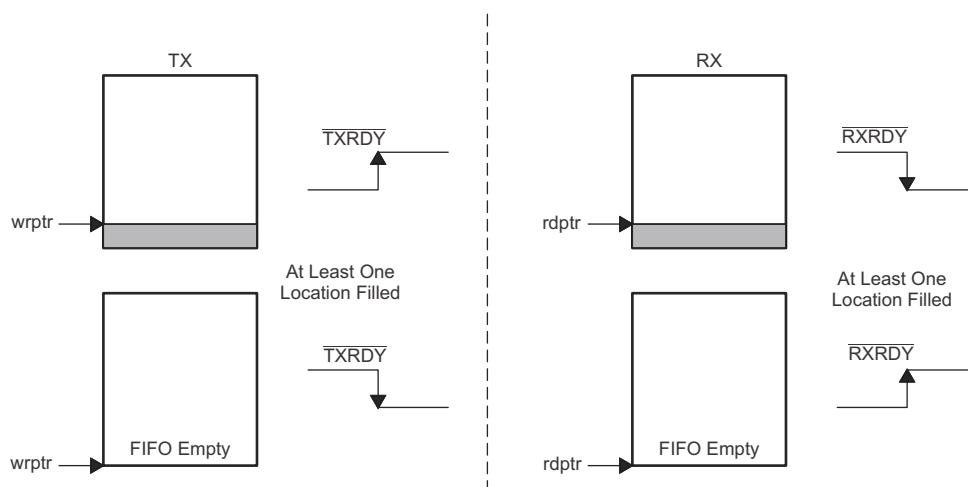 TX
TXRDY
wrptr
At Least One
Location Filled
TXRDY
FIFO Empty
wrptr
RX
RXRDY
rdptr
At Least One
Location Filled
RXRDY
FIFO Empty
rdptr